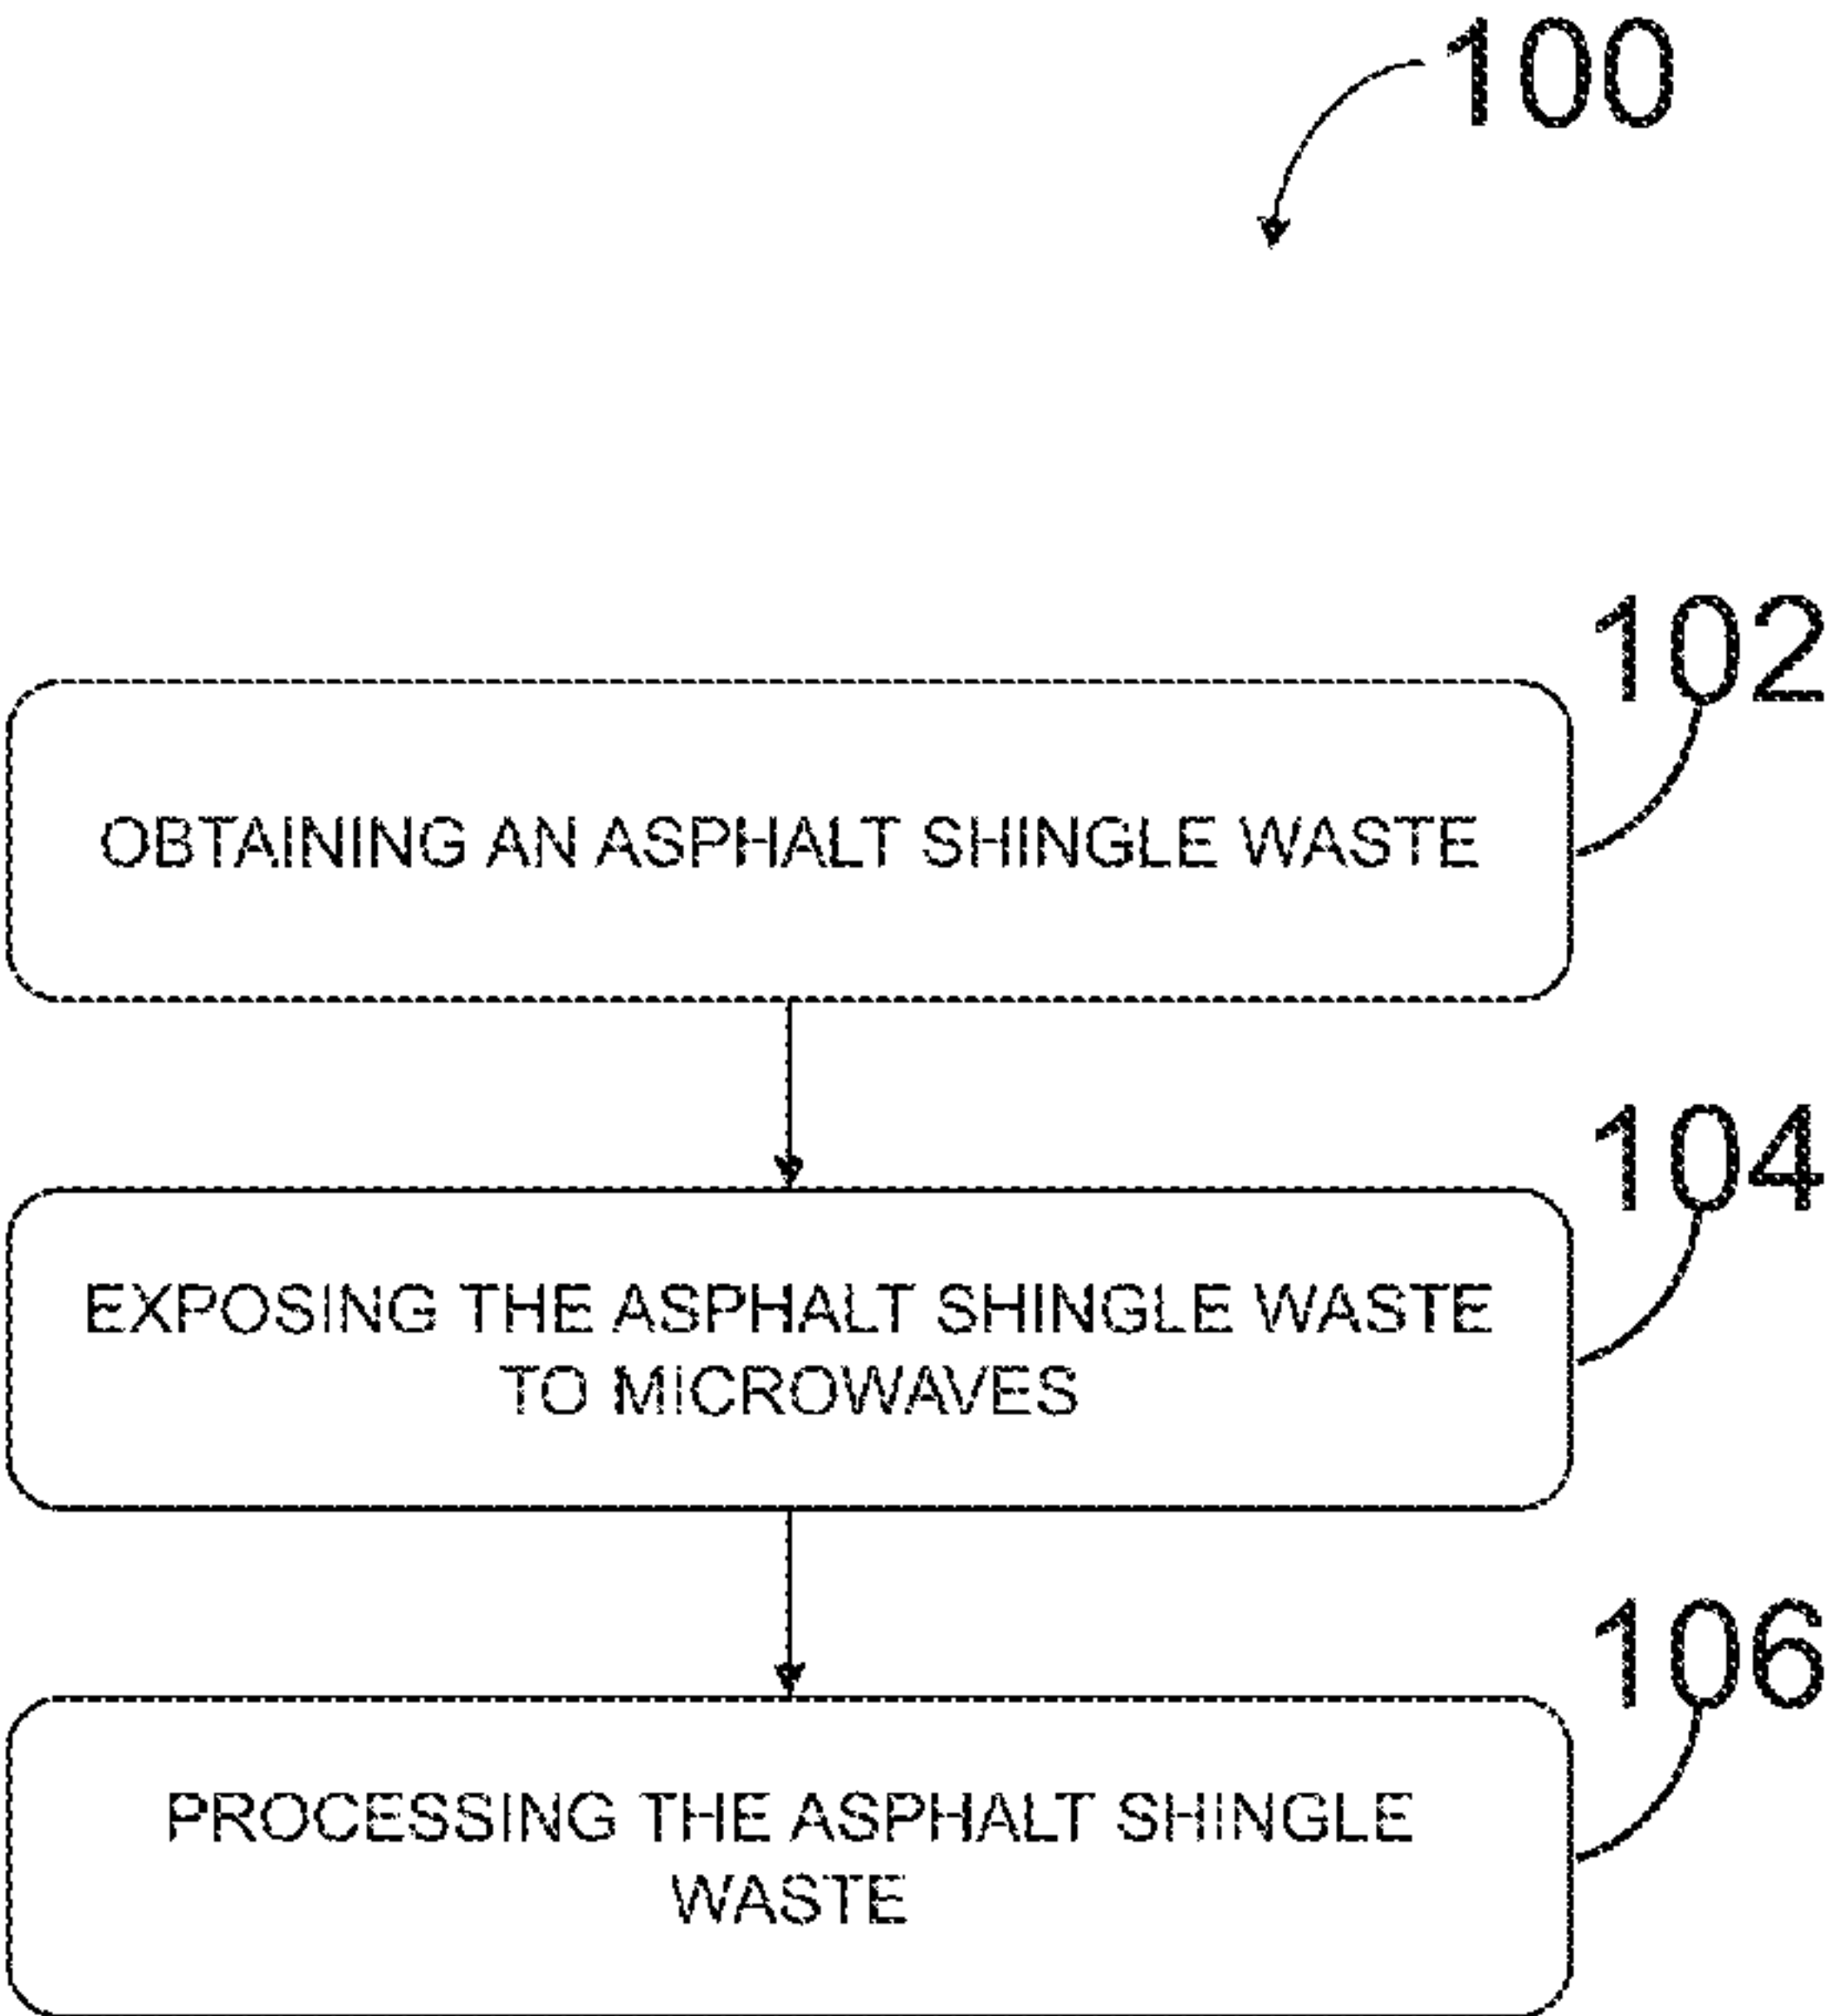 100
102
OBTAINING AN ASPHALT SHINGLE WASTE
104
EXPOSING THE ASPHALT SHINGLE WASTE
TO MICROWAVES
106
PROCESSING THE ASPHALT SHINGLE
WASTE